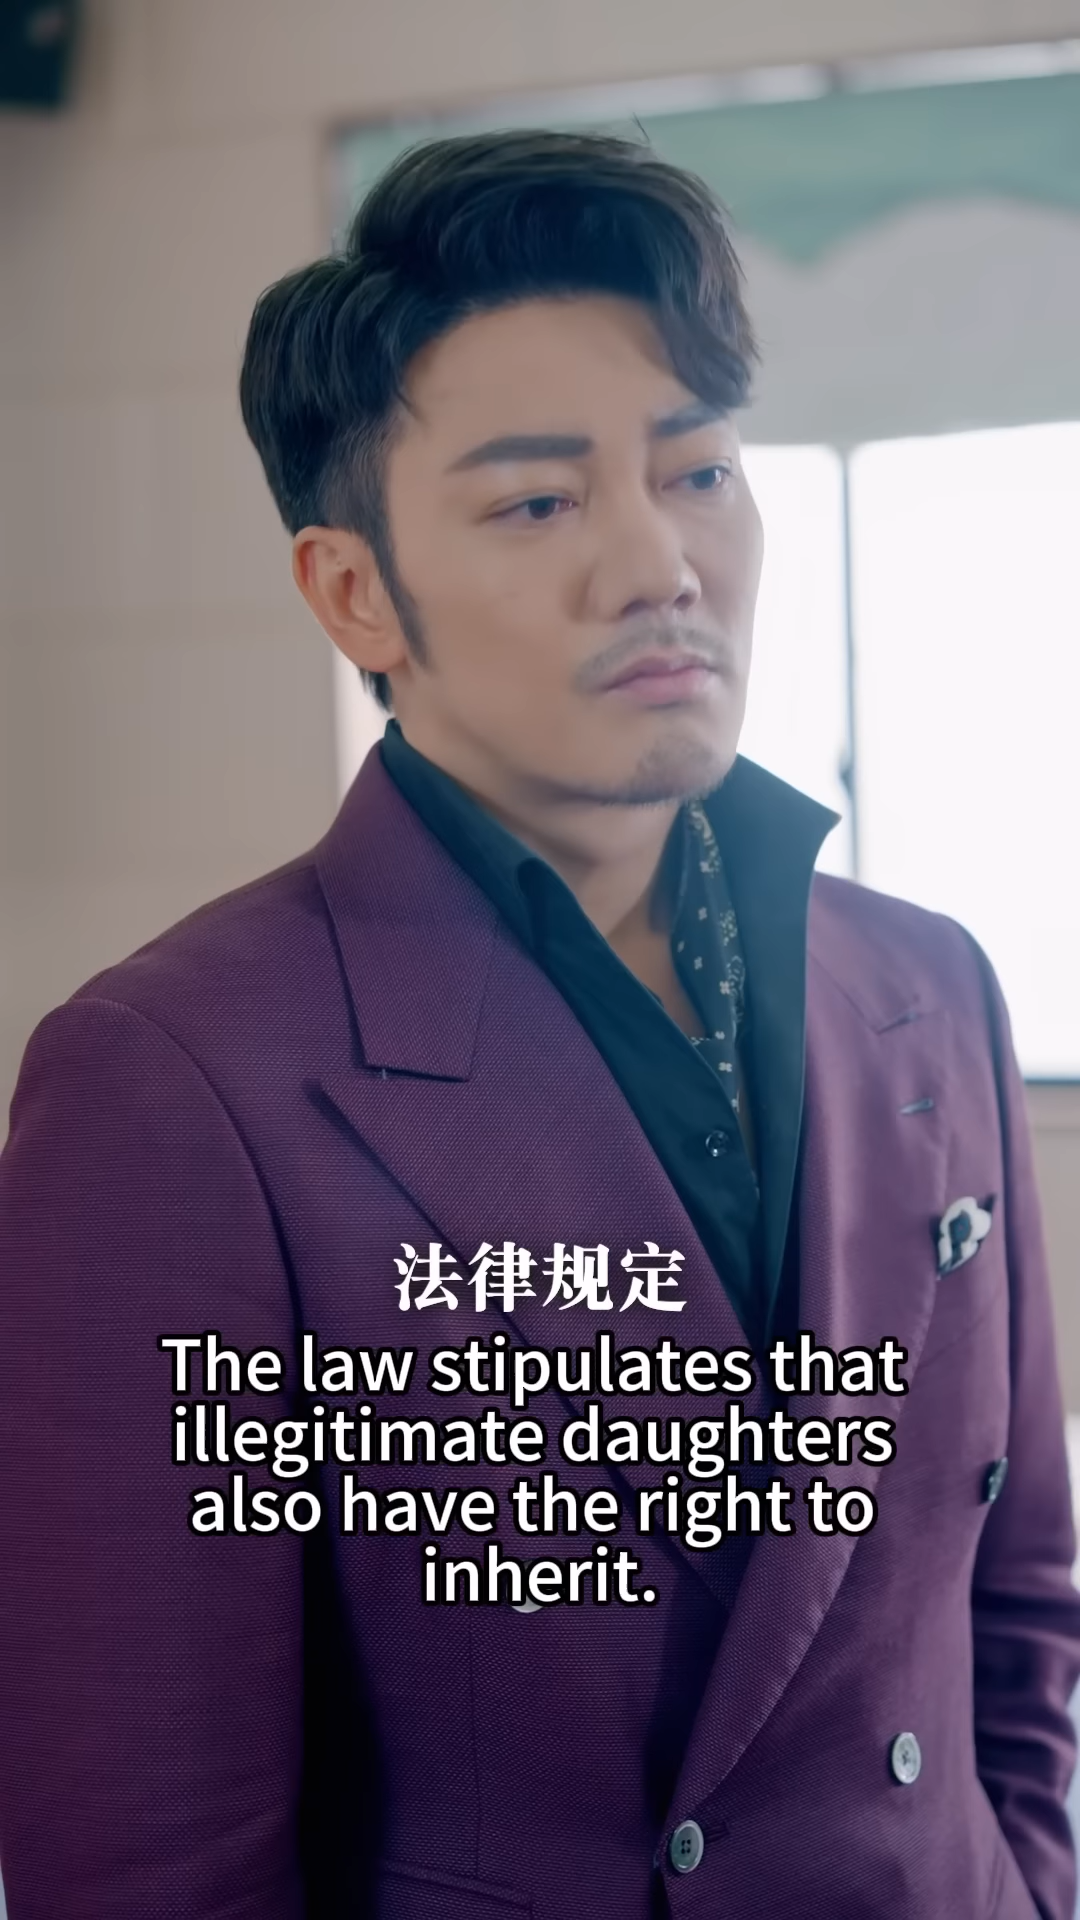 法律规定
The law stipulates that
illegitimate daughters
also have the right to
inherit.